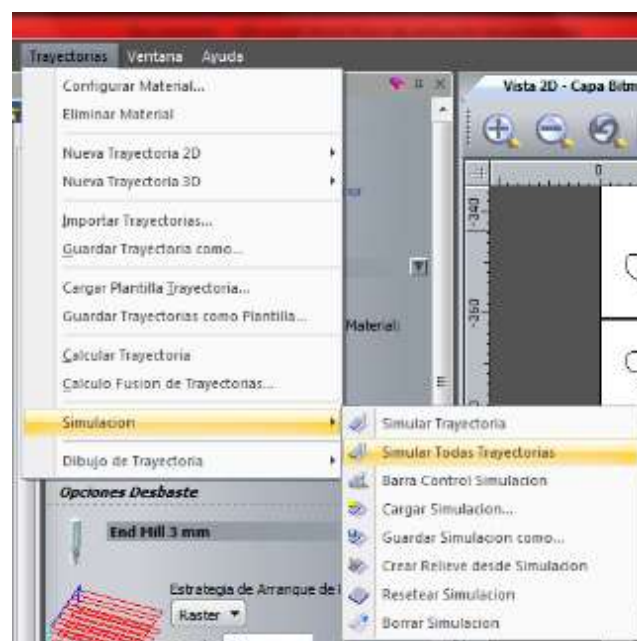 Trayectorias Ventana Ayuda
Configurar Material...
Eliminar Material
Nueva Trayectoria 2D
Nueva Trayectoria 3D
Importar Trayectorias...
Guardar Trayectoria como...
Cargar Plantilla Trayectoria...
Guardar Trayectorias como Plantilla...
Calcular Trayectoria
Calculo Fusion de Trayectorias...
Simulacion
Dibujo de Trayectoria
Simular Trayectoria
Simular Todas Trayectorias
Barra Control Simulacion
Cargar Simulacion...
Guardar Simulacion como...
Crear Relieve desde Simulacion
Resetear Simulacion
Borrar Simulacion
Vista 2D - Capa Bitm
0
-340
-360
Material:
Opciones Desbaste
End Mill 3 mm
Estrategia de Arranque de
Raster